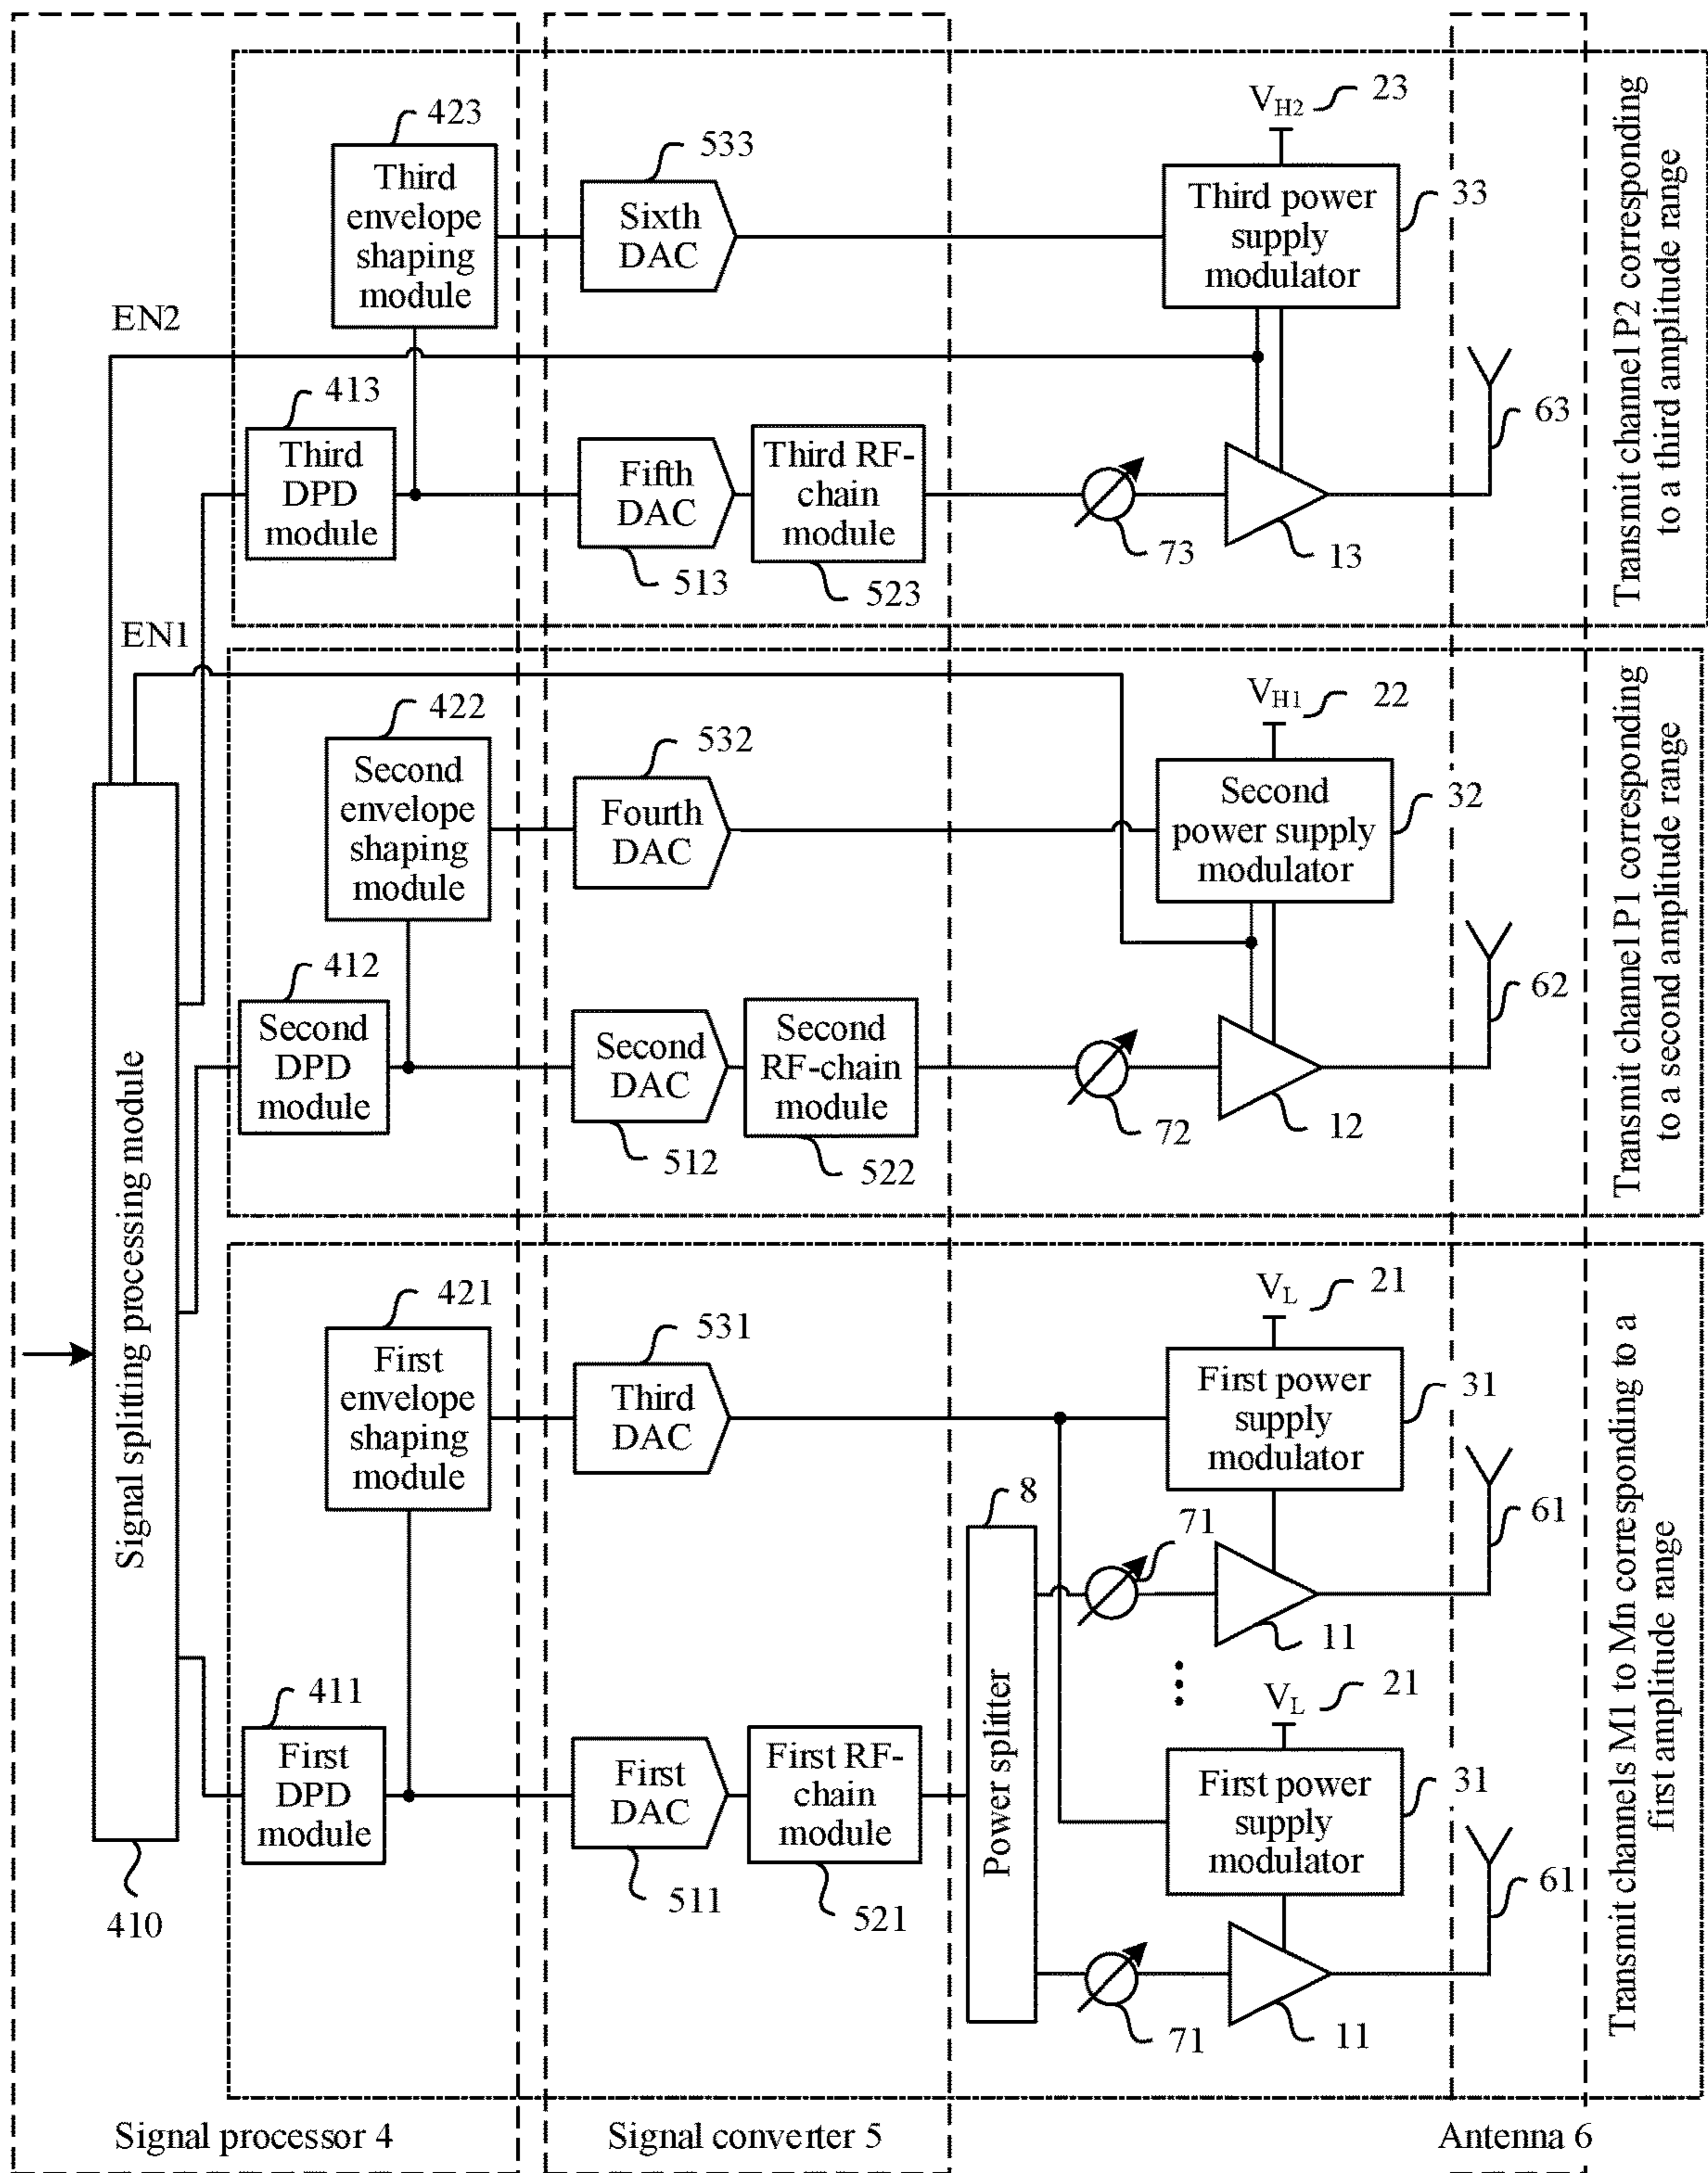 V_H2
23
423
Third
envelope
shaping
module
533
Sixth
DAC
Third power
supply
modulator
33
EN2
413
Third
DPD
module
Fifth
DAC
Third RF-
chain
module
63
73
13
513
523
Transmit channel P2 corresponding
to a third amplitude range
EN1
422
Second
envelope
shaping
module
532
Fourth
DAC
V_H1
22
Second
power supply
modulator
32
412
Second
DPD
module
Second
DAC
Second
RF-chain
module
62
72
12
512
522
Transmit channel P1 corresponding
to a second amplitude range
Signal splitting processing module
410
421
First
envelope
shaping
module
531
Third
DAC
V_L
21
First power
supply
modulator
31
8
71
61
11
Power splitter
411
First
DPD
module
First
DAC
First RF-
chain
module
V_L
21
First power
supply
modulator
31
61
511
521
71
11
Transmit channels M1 to Mn corresponding to a
first amplitude range
Signal processor 4
Signal converter 5
Antenna 6